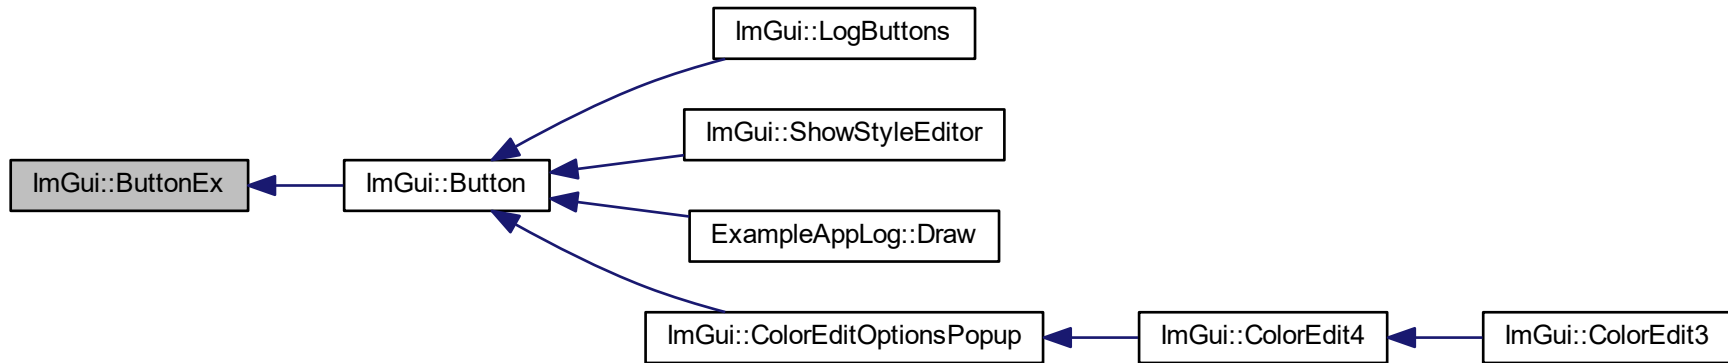 ImGui::LogButtons
ImGui::ShowStyleEditor
ImGui::ButtonEx
ImGui::Button
ExampleAppLog::Draw
ImGui::ColorEditOptionsPopup
ImGui::ColorEdit4
ImGui::ColorEdit3